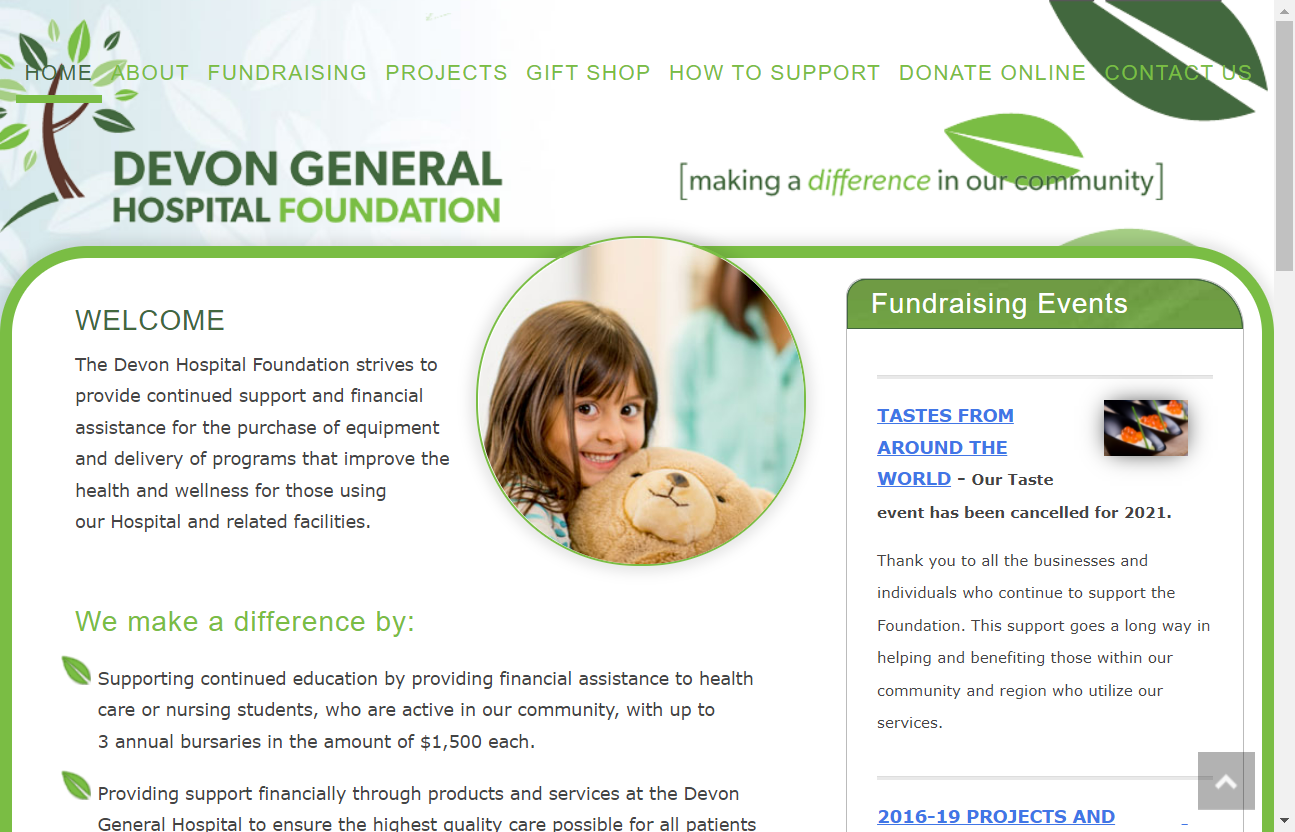 HOME ABOUT FUNDRAISING PROJECTS GIFT SHOP HOW TO SUPPORT DONATE ONLINE CONTACT US
DEVON GENERAL
HOSPITAL FOUNDATION
[making a difference in our community]
WELCOME
The Devon Hospital Foundation strives to
provide continued support and financial
assistance for the purchase of equipment
and delivery of programs that improve the
health and wellness for those using
our Hospital and related facilities.
We make a difference by:
Supporting continued education by providing financial assistance to health
care or nursing students, who are active in our community, with up to
3 annual bursaries in the amount of $1,500 each.
Providing support financially through products and services at the Devon
General Hospital to ensure the highest quality care possible for all patients
Fundraising Events
TASTES FROM
AROUND THE
WORLD - Our Taste
event has been cancelled for 2021.
Thank you to all the businesses and
individuals who continue to support the
Foundation. This support goes a long way in
helping and benefiting those within our
community and region who utilize our
services.
2016-19 PROJECTS AND